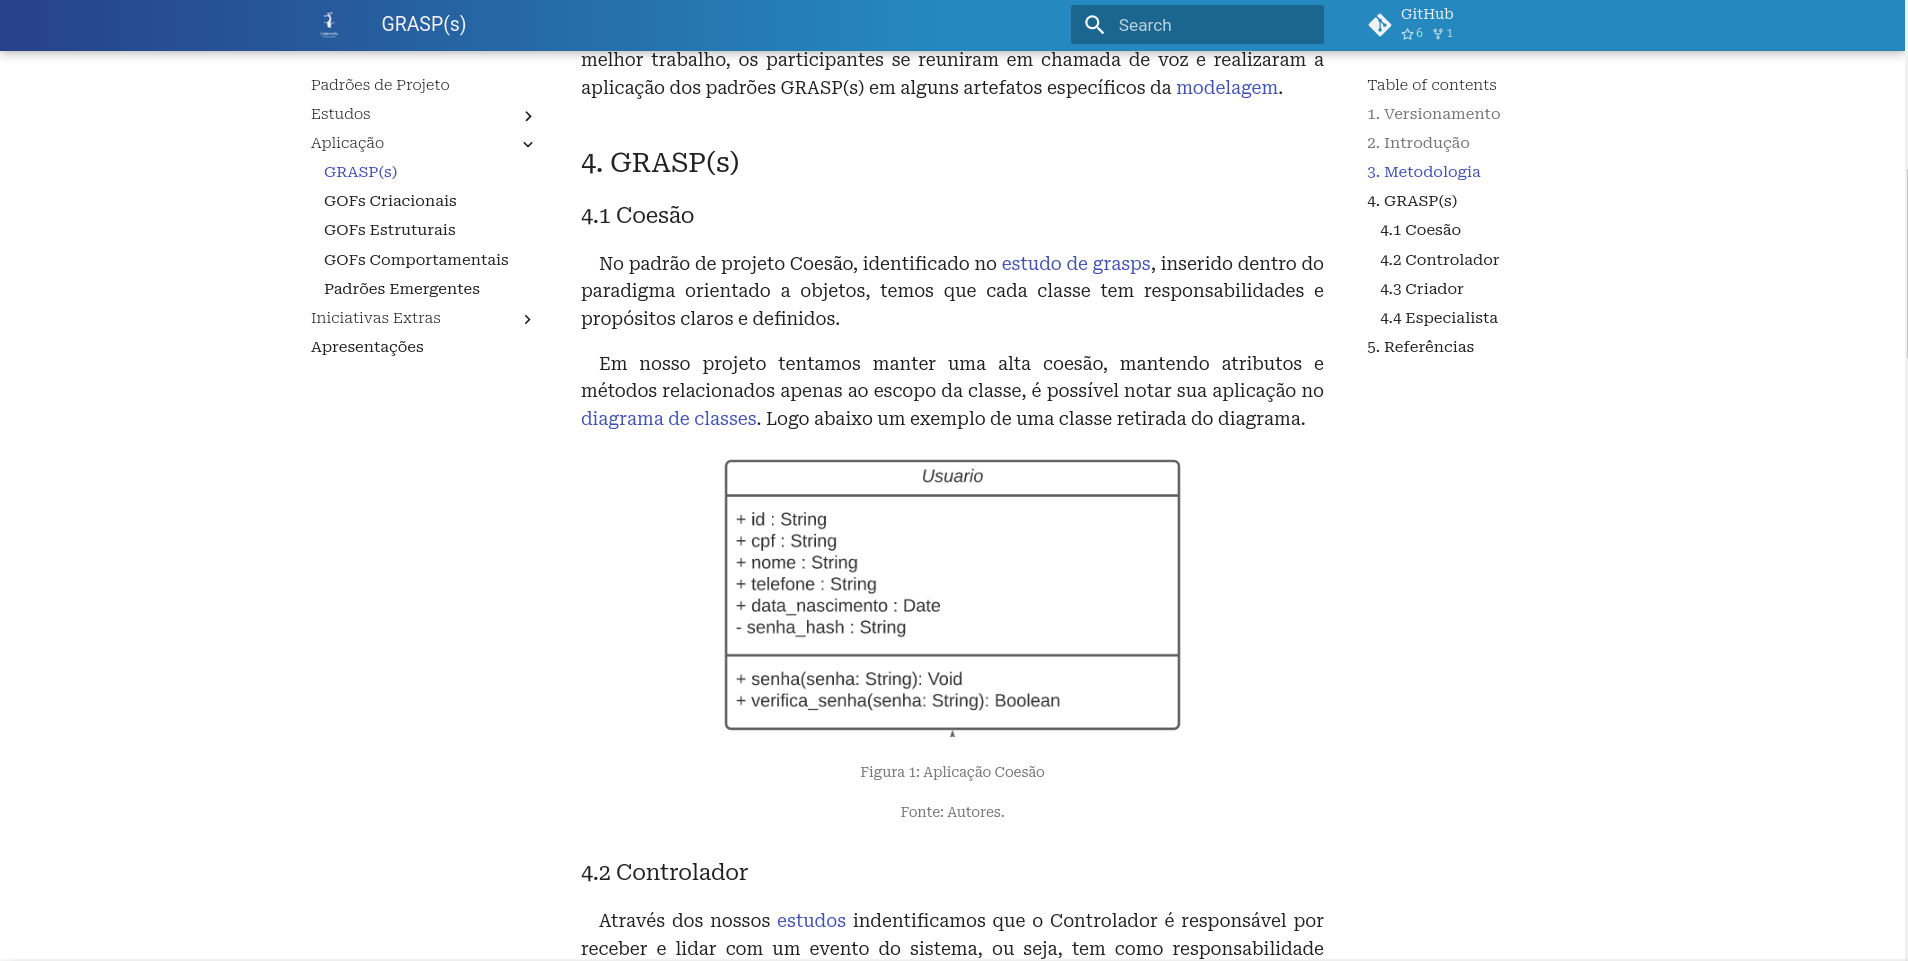 GRASP(s)
Search
GitHub
6 1
Padrões de Projeto
Estudos
Aplicação
GRASP(s)
GOFs Criacionais
GOFs Estruturais
GOFs Comportamentais
Padrões Emergentes
Iniciativas Extras
Apresentações
melhor trabalho, os participantes se reuniram em chamada de voz e realizaram a
aplicação dos padrões GRASP(s) em alguns artefatos específicos da modelagem.
4. GRASP(s)
4.1 Coesão
No padrão de projeto Coesão, identificado no estudo de grasps, inserido dentro do
paradigma orientado a objetos, temos que cada classe tem responsabilidades e
propósitos claros e definidos.
Em nosso projeto tentamos manter uma alta coesão, mantendo atributos e
métodos relacionados apenas ao escopo da classe, é possível notar sua aplicação no
diagrama de classes. Logo abaixo um exemplo de uma classe retirada do diagrama.
Usuario
+ id : String
+ cpf : String
+ nome : String
+ telefone : String
+ data_nascimento : Date
- senha_hash : String
+ senha(senha: String): Void
+ verifica_senha(senha: String): Boolean
Figura 1: Aplicação Coesão
Fonte: Autores.
4.2 Controlador
Através dos nossos estudos indentificamos que o Controlador é responsável por
receber e lidar com um evento do sistema, ou seja, tem como responsabilidade
Table of contents
1. Versionamento
2. Introdução
3. Metodologia
4. GRASP(s)
4.1 Coesão
4.2 Controlador
4.3 Criador
4.4 Especialista
5. Referências